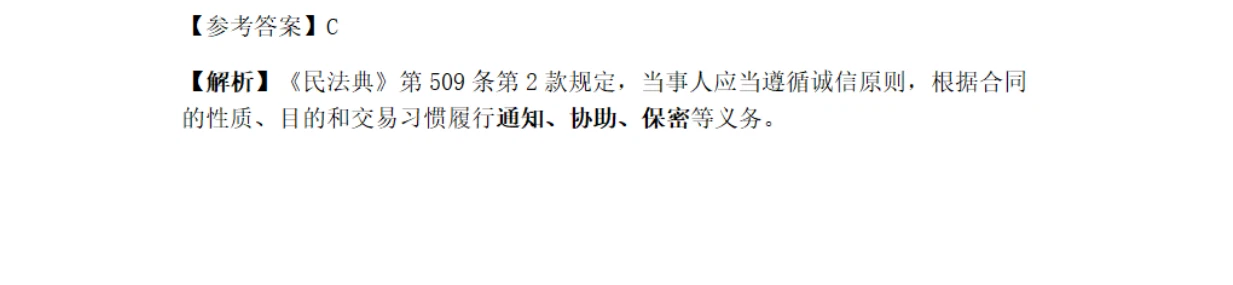 【参考答案】C
【解析】《民法典》第 509 条第 2 款规定，当事人应当遵循诚信原则，根据合同
的性质、目的和交易习惯履行通知、协助、保密等义务。